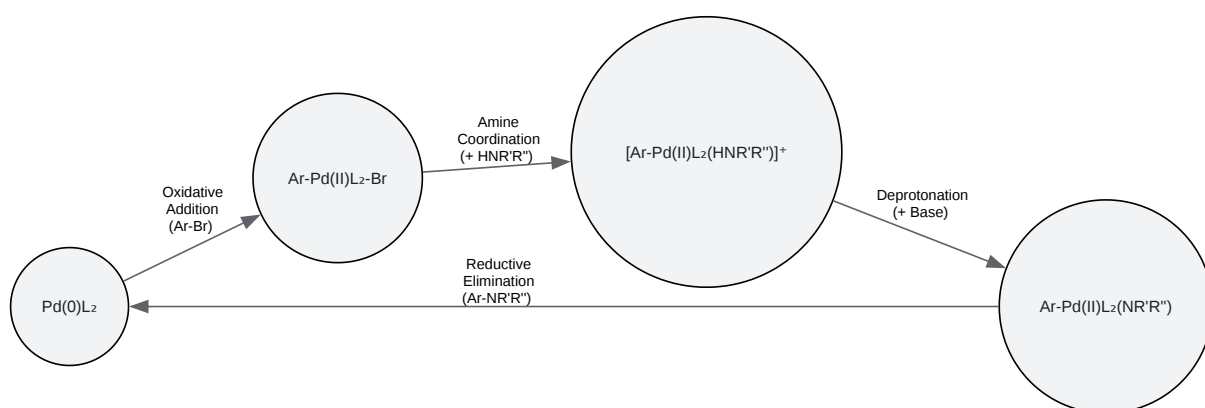 Pd(0)L₂
Oxidative
Addition
(Ar-Br)
Ar-Pd(II)L₂-Br
Amine
Coordination
(+ HNR'R'')
[Ar-Pd(II)L₂(HNR'R'')]⁺
Deprotonation
(+ Base)
Ar-Pd(II)L₂(NR'R'')
Reductive
Elimination
(Ar-NR'R'')